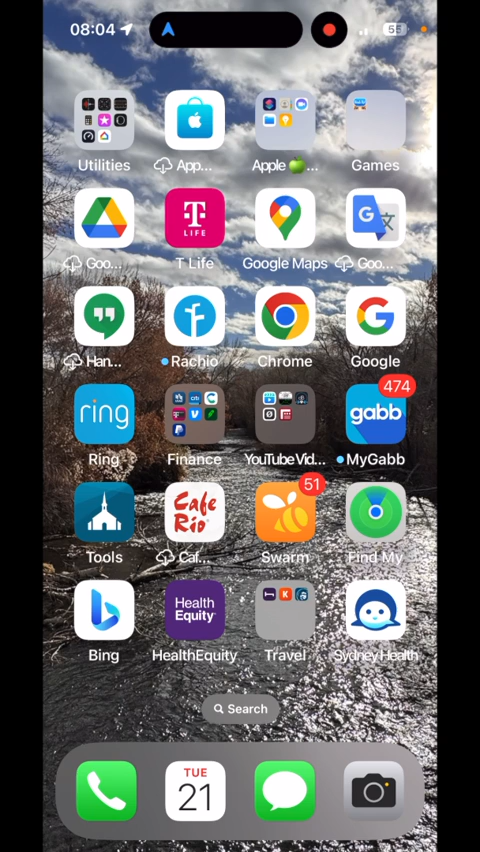 08:04
Utilities
App...
Apple 🍏...
Games
T
LIFE
G
文
Goo...
T Life
Google Maps
Goo...
Han...
Rachio
Chrome
Google
ring
474
gabb
Ring
Finance
YouTube Vid...
MyGabb
Cafe
Rio
51
Tools
Caf...
Swarm
Find My
Health
Equity
Bing
HealthEquity
Travel
Sydney Health
Search
TUE
21